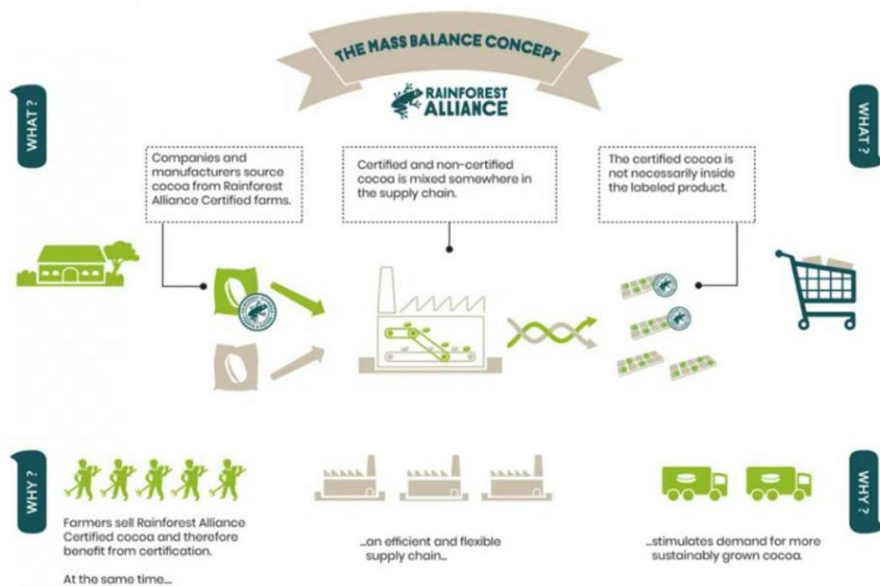 THE MASS BALANCE CONCEPT
RAINFOREST
ALLIANCE
WHAT?
WHAT?
Companies and
manufacturers source
cocoa from Rainforest
Alliance Certified farms.
Certified and non-certified
cocoa is mixed somewhere in
the supply chain.
The certified cocoa is
not necessarily inside
the labeled product.
WHY?
WHY?
Farmers sell Rainforest Alliance
Certified cocoa and therefore
benefit from certification.
At the same time...
...an efficient and flexible
supply chain...
...stimulates demand for more
sustainably grown cocoa.